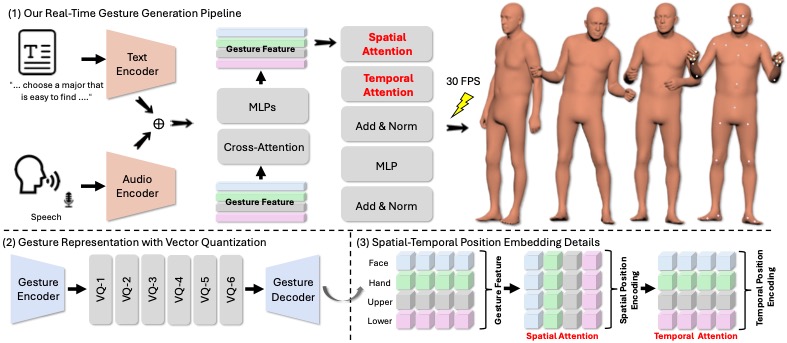 (1) Our Real-Time Gesture Generation Pipeline
T
Text
Encoder
"... choose a major that
is easy to find ...."
Audio
Encoder
Speech
Gesture Feature
MLPs
Cross-Attention
Gesture Feature
Spatial
Attention
Temporal
Attention
Add & Norm
MLP
Add & Norm
30 FPS
(2) Gesture Representation with Vector Quantization
Gesture
Encoder
VQ-1
VQ-2
VQ-3
VQ-4
VQ-5
VQ-6
Gesture
Decoder
(3) Spatial-Temporal Position Embedding Details
Face
Hand
Upper
Lower
Gesture Feature
Spatial Attention
Spatial Position
Encoding
Temporal Attention
Temporal Position
Encoding